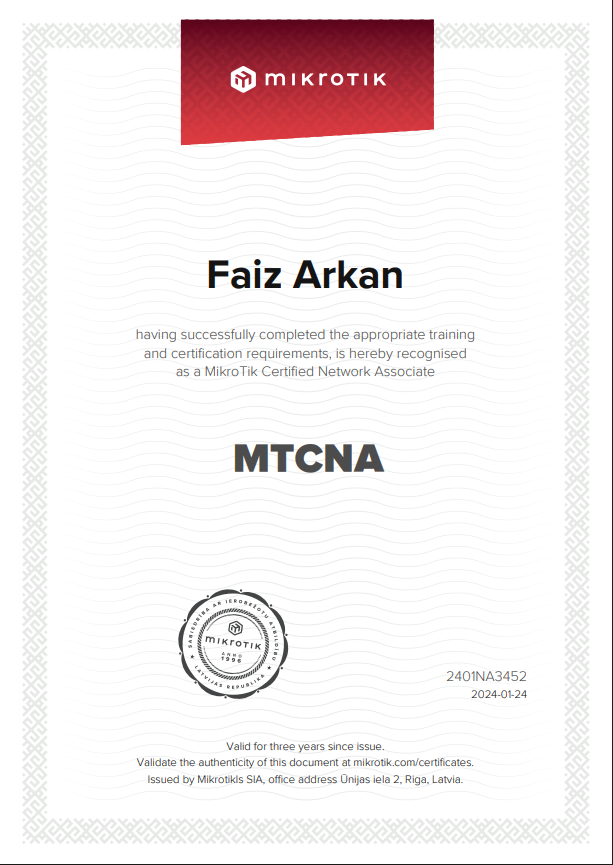 mikrotik
Faiz Arkan
having successfully completed the appropriate training
and certification requirements, is hereby recognised
as a MikroTik Certified Network Associate
MTCNA
SABIEDRĪBA AR IEROBEŽOTU ATBILDĪBU
mikrotik
ANNO
1996
★ LATVIJAS REPUBLIKA ★
2401NA3452
2024-01-24
Valid for three years since issue.
Validate the authenticity of this document at mikrotik.com/certificates.
Issued by Mikrotikls SIA, office address Ūnijas iela 2, Riga, Latvia.